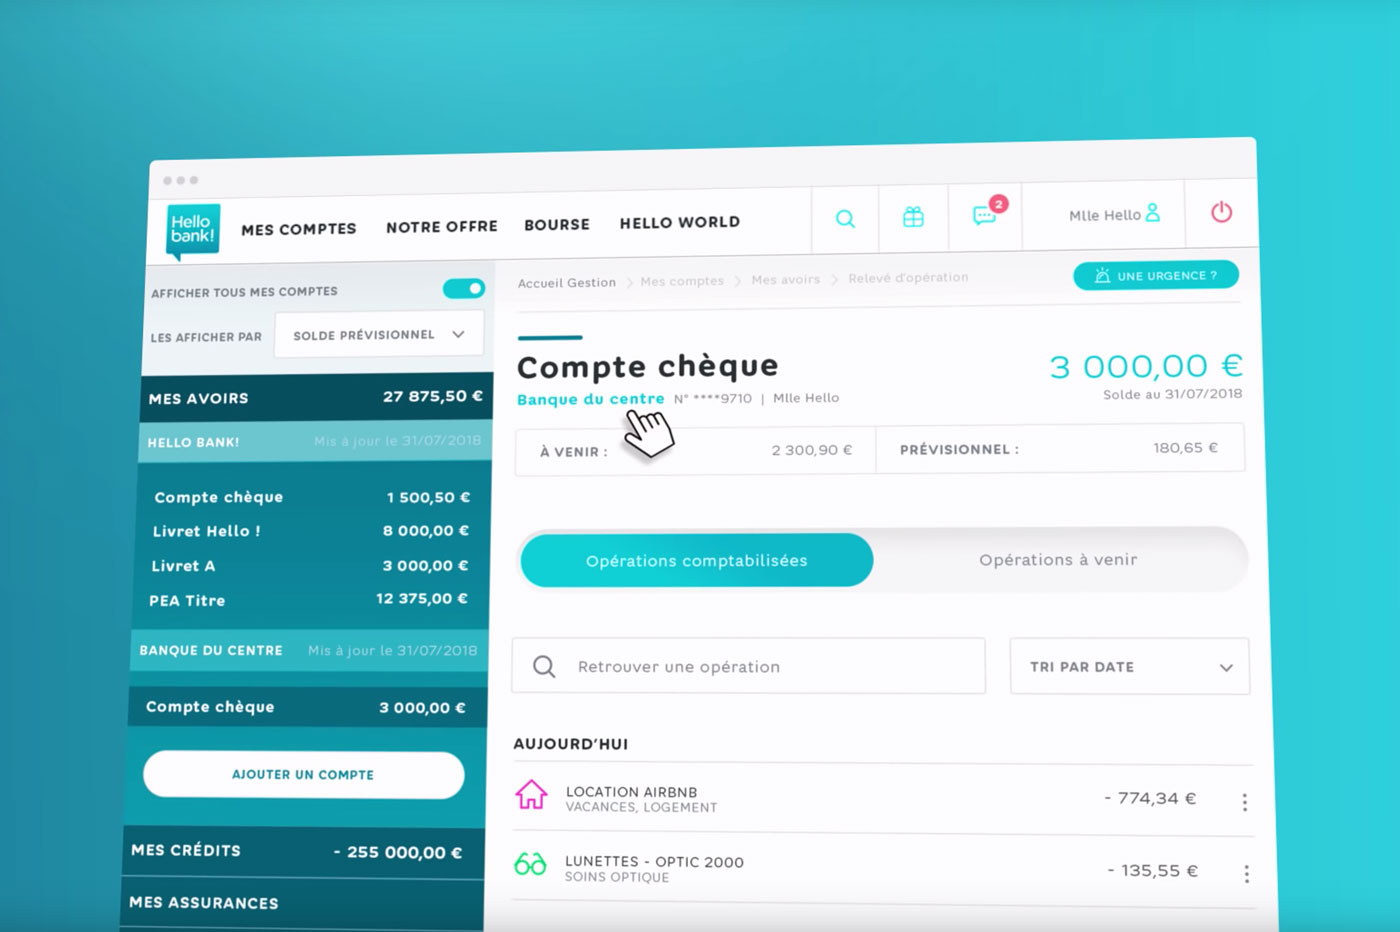 Hello
bank!
MES COMPTES
NOTRE OFFRE
BOURSE
HELLO WORLD
2
Mlle Hello
AFFICHER TOUS MES COMPTES
LES AFFICHER PAR
SOLDE PRÉVISIONNEL
MES AVOIRS 27 875,50 €
HELLO BANK! Mis à jour le 31/07/2018
Compte chèque 1 500,50 €
Livret Hello ! 8 000,00 €
Livret A 3 000,00 €
PEA Titre 12 375,00 €
BANQUE DU CENTRE Mis à jour le 31/07/2018
Compte chèque 3 000,00 €
AJOUTER UN COMPTE
MES CRÉDITS - 255 000,00 €
MES ASSURANCES
Accueil Gestion > Mes comptes > Mes avoirs > Relevé d'opération
UNE URGENCE ?
Compte chèque
3 000,00 €
Banque du centre N° ****9710 | Mlle Hello
Solde au 31/07/2018
À VENIR : 2 300,90 €
PRÉVISIONNEL : 180,65 €
Opérations comptabilisées
Opérations à venir
Retrouver une opération
TRI PAR DATE
AUJOURD'HUI
LOCATION AIRBNB
VACANCES, LOGEMENT
- 774,34 €
LUNETTES - OPTIC 2000
SOINS OPTIQUE
- 135,55 €